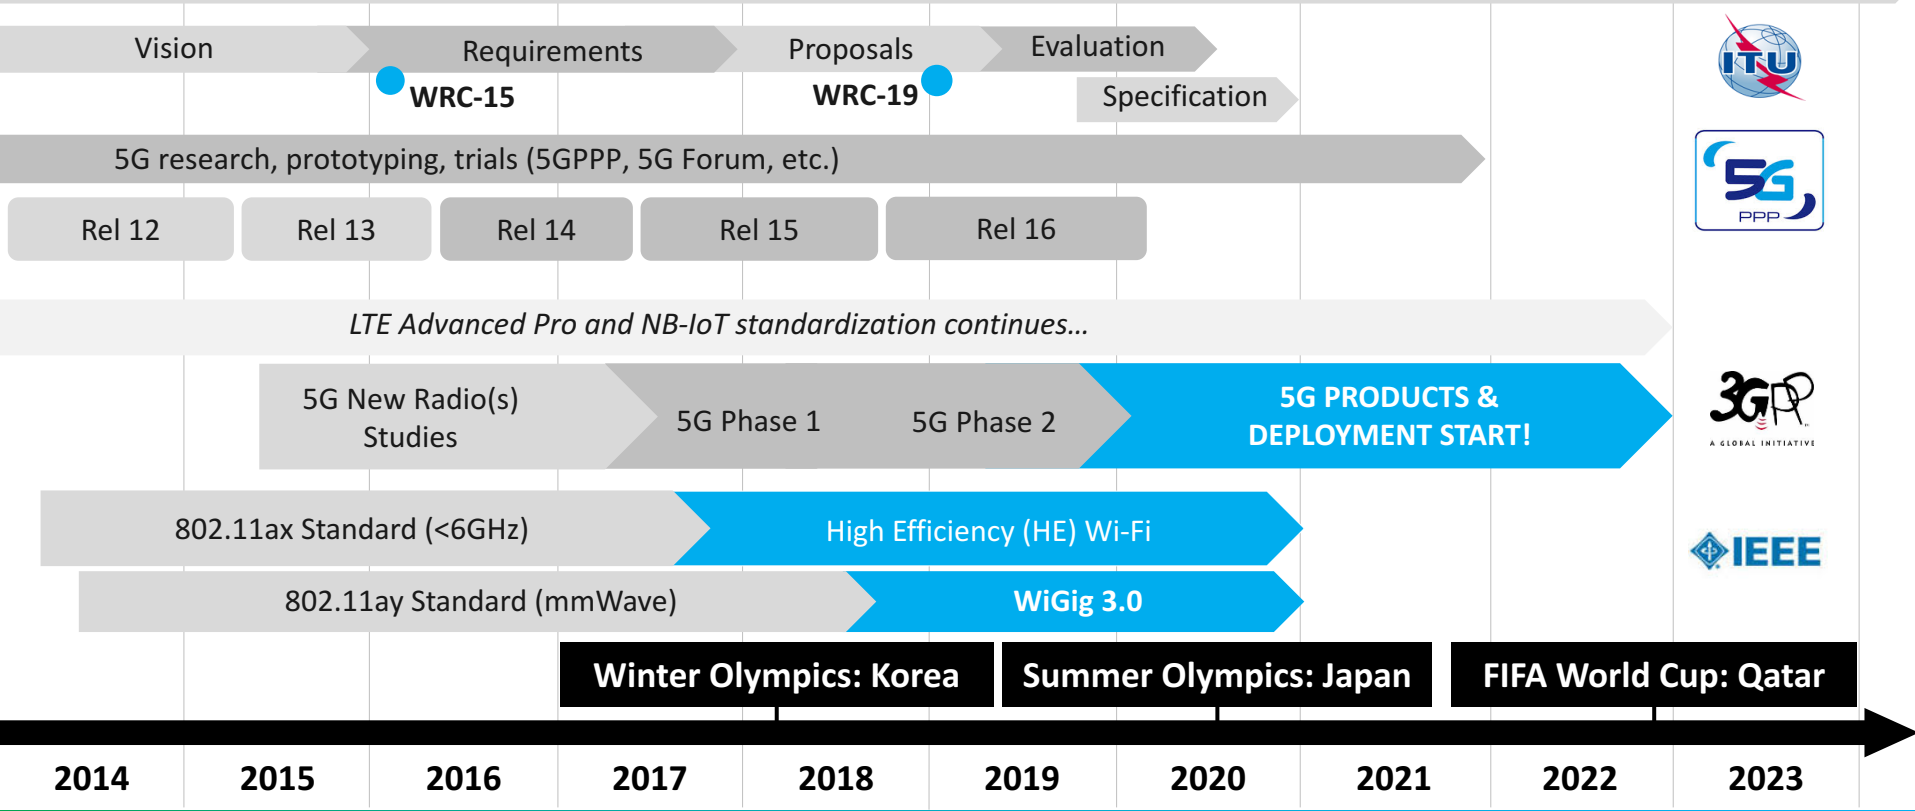 Vision
Requirements
Proposals
Evaluation
ITU
WRC-15
WRC-19
Specification
5G research, prototyping, trials (5GPPP, 5G Forum, etc.)
5G
PPP
Rel 12
Rel 13
Rel 14
Rel 15
Rel 16
LTE Advanced Pro and NB-IoT standardization continues...
5G New Radio(s)
Studies
5G Phase 1
5G Phase 2
5G PRODUCTS &
DEPLOYMENT START!
3GPP
A GLOBAL INITIATIVE
802.11ax Standard (<6GHz)
High Efficiency (HE) Wi-Fi
IEEE
802.11ay Standard (mmWave)
WiGig 3.0
Winter Olympics: Korea
Summer Olympics: Japan
FIFA World Cup: Qatar
2014
2015
2016
2017
2018
2019
2020
2021
2022
2023